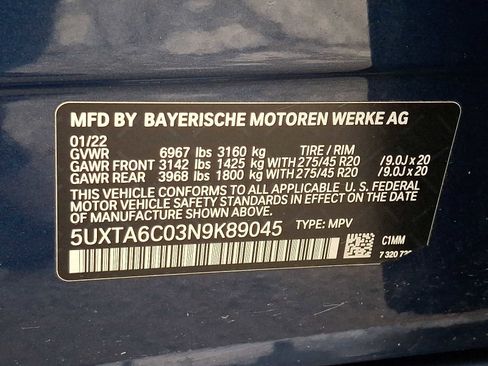 MFD BY BAYERISCHE MOTOREN WERKE AG
01/22
GVWR 6967 lbs 3160 kg TIRE / RIM
GAWR FRONT 3142 lbs 1425 kg WITH 275/45 R20 / 9.0J x 20
GAWR REAR 3968 lbs 1800 kg WITH 275/45 R20 / 9.0J x 20
THIS VEHICLE CONFORMS TO ALL APPLICABLE U. S. FEDERAL
MOTOR VEHICLE SAFETY STANDARDS IN EFFECT ON
THE DATE OF MANUFACTURE SHOWN ABOVE.
5UXTA6C03N9K89045 TYPE: MPV
C1MM
7 320